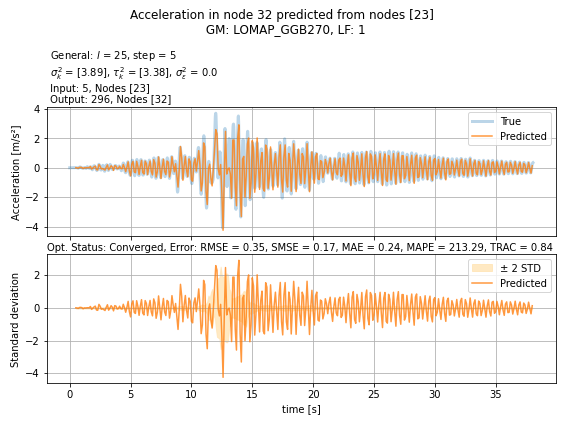 Acceleration in node 32 predicted from nodes [23]
GM: LOMAP_GGB270, LF: 1
General: l = 25, step = 5
σ²ₖ = [3.89], τ²ₖ = [3.38], σ²ε = 0.0
Input: 5, Nodes [23]
Output: 296, Nodes [32]
4
2
0
−2
−4
Acceleration [m/s²]
True
Predicted
Opt. Status: Converged, Error: RMSE = 0.35, SMSE = 0.17, MAE = 0.24, MAPE = 213.29, TRAC = 0.84
2
0
−2
−4
Standard deviation
± 2 STD
Predicted
0 5 10 15 20 25 30 35
time [s]